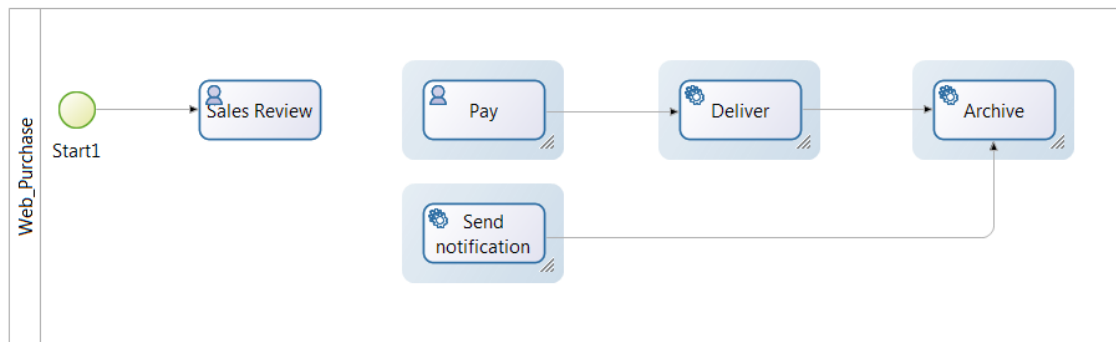 Web_Purchase
Start1
Sales Review
Pay
Deliver
Archive
Send
notification